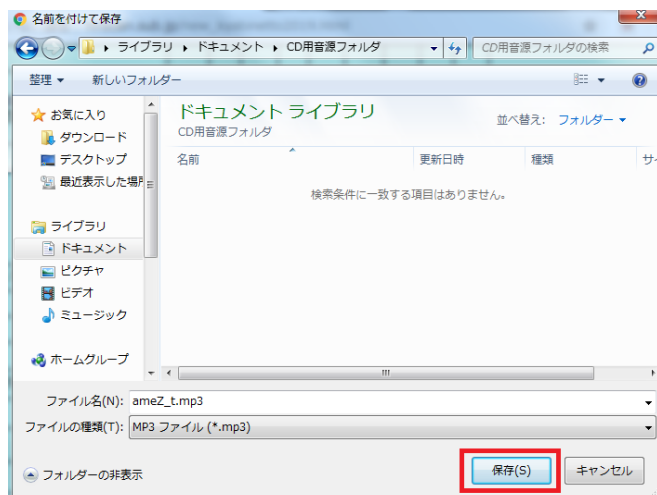 名前を付けて保存
ライブラリ ▸ ドキュメント ▸ CD用音源フォルダ
CD用音源フォルダの検索
整理 新しいフォルダー
お気に入り
ダウンロード
デスクトップ
最近表示した場所
ライブラリ
ドキュメント
ピクチャ
ビデオ
ミュージック
ホームグループ
ドキュメント ライブラリ
CD用音源フォルダ
並べ替え: フォルダー
名前 更新日時 種類 サ
検索条件に一致する項目はありません。
ファイル名(N): ameZ_t.mp3
ファイルの種類(T): MP3 ファイル (*.mp3)
フォルダーの非表示
保存(S) キャンセル